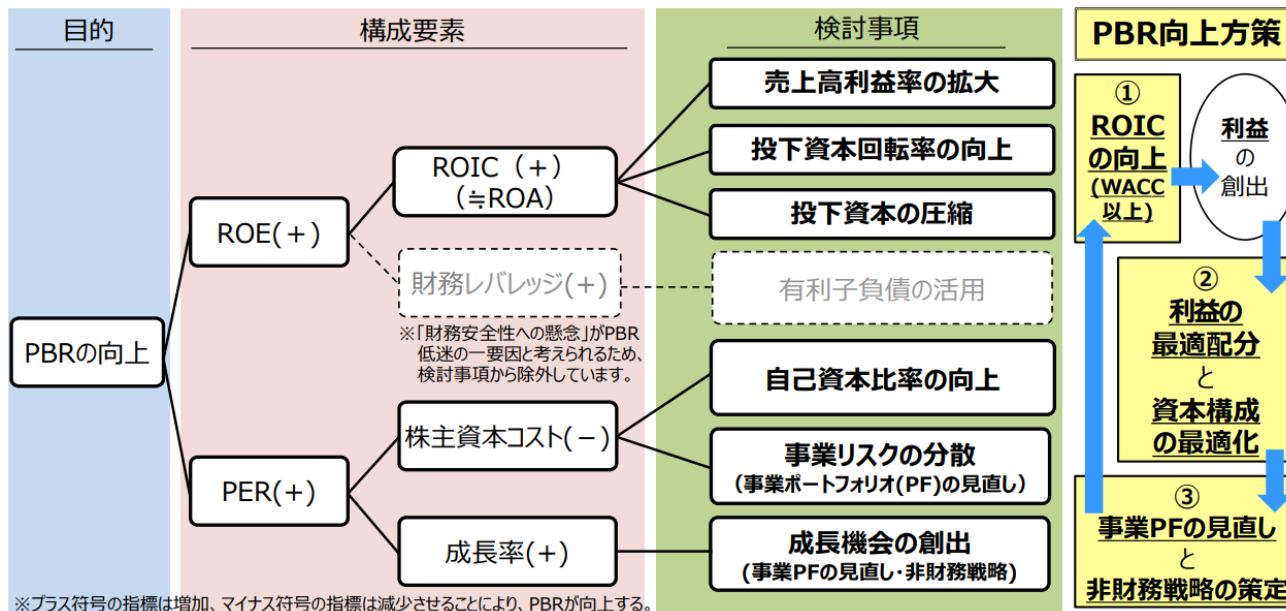 目的
構成要素
検討事項
PBR向上方策
PBRの向上
ROE(+)
PER(+)
ROIC (+)
(≒ROA)
財務レバレッジ(+)
※「財務安全性への懸念」がPBR
低迷の一要因と考えられるため、
検討事項から除外しています。
株主資本コスト(-)
成長率(+)
売上高利益率の拡大
投下資本回転率の向上
投下資本の圧縮
有利子負債の活用
自己資本比率の向上
事業リスクの分散
(事業ポートフォリオ(PF)の見直し)
成長機会の創出
(事業PFの見直し・非財務戦略)
①
ROIC
の向上
(WACC
以上)
利益
の
創出
②
利益の
最適配分
と
資本構成
の最適化
③
事業PFの見直し
と
非財務戦略の策定
※プラス符号の指標は増加、マイナス符号の指標は減少させることにより、PBRが向上する。